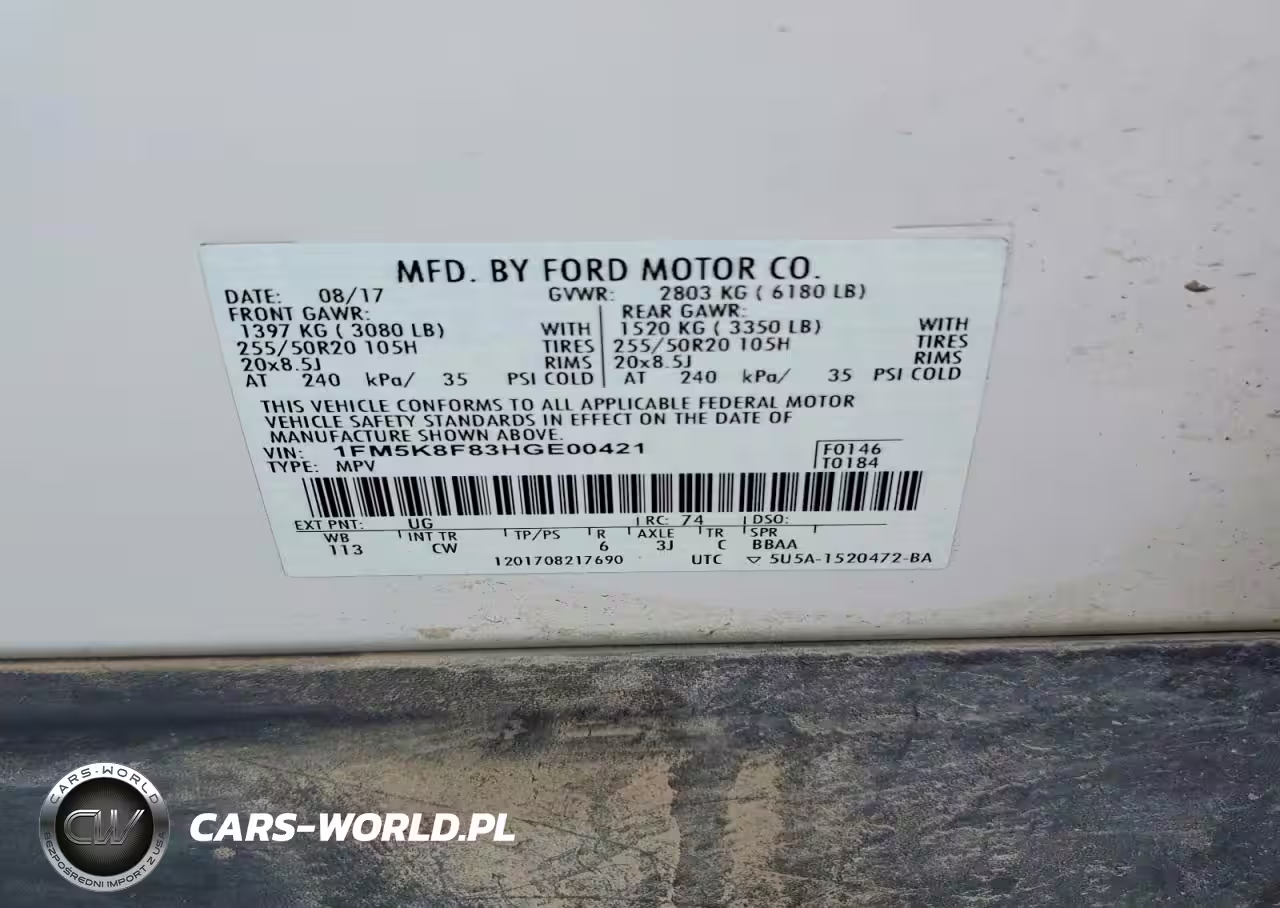 MFD. BY FORD MOTOR CO.
DATE: 08/17 GVWR: 2803 KG ( 6180 LB)
FRONT GAWR: REAR GAWR:
1397 KG ( 3080 LB) WITH 1520 KG ( 3350 LB) WITH
255/50R20 105H TIRES 255/50R20 105H TIRES
20x8.5J RIMS 20x8.5J RIMS
AT 240 kPa/ 35 PSI COLD AT 240 kPa/ 35 PSI COLD
THIS VEHICLE CONFORMS TO ALL APPLICABLE FEDERAL MOTOR
VEHICLE SAFETY STANDARDS IN EFFECT ON THE DATE OF
MANUFACTURE SHOWN ABOVE.
VIN: 1FM5K8F83HGE00421 F0146
TYPE: MPV T0184
EXT PNT: UG RC: 74 DSO:
WB INT TR TP/PS R AXLE TR SPR
113 CW 6 3J C BBAA
1201708217690 UTC ▽ 5U5A-1520472-BA
CARS-WORLD
CW
BEZPOŚREDNI IMPORT Z USA
CARS-WORLD.PL